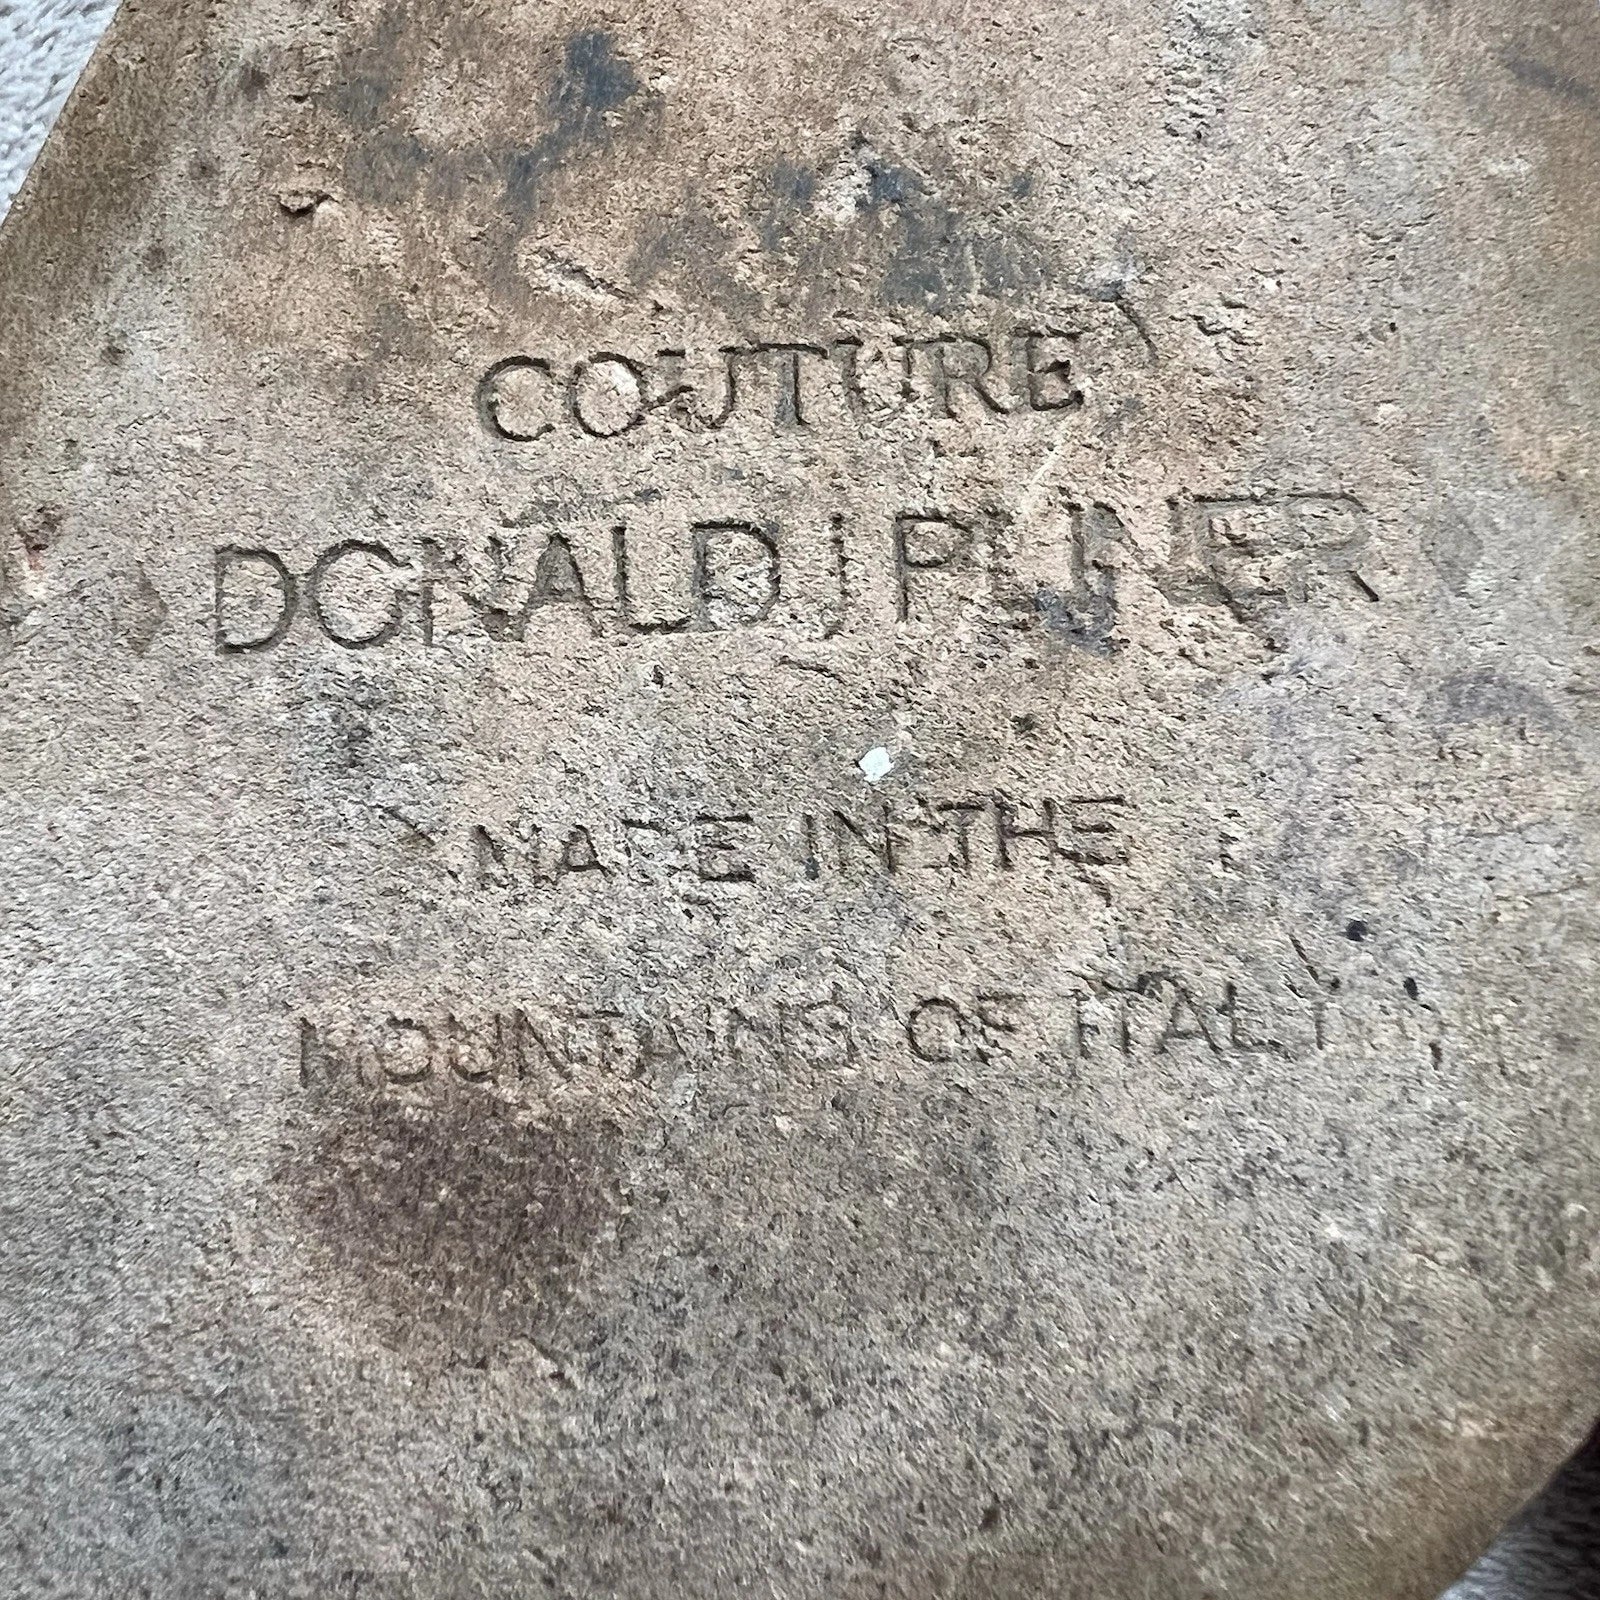 COUTURE
DONALD J PLINER
MADE IN THE
MOUNTAINS OF ITALY